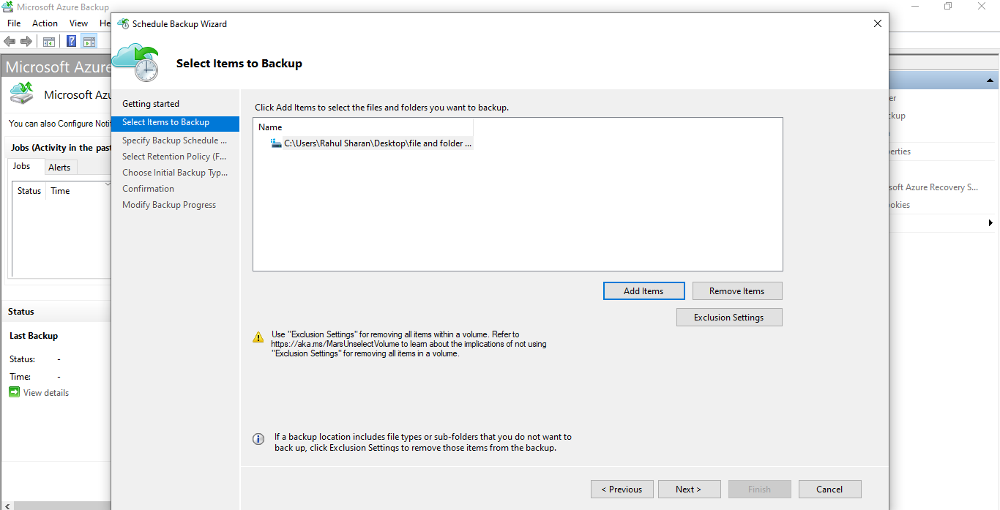 Microsoft Azure Backup
File Action View He
Microsoft Azure
Microsoft Azu
You can also Configure Noti
Jobs (Activity in the past
Jobs
Alerts
Status Time
Status
Last Backup
Status: -
Time: -
View details
Schedule Backup Wizard
Select Items to Backup
Getting started
Select Items to Backup
Specify Backup Schedule ...
Select Retention Policy (F...
Choose Initial Backup Typ...
Confirmation
Modify Backup Progress
Click Add Items to select the files and folders you want to backup.
Name
C:\Users\Rahul Sharan\Desktop\file and folder ...
Add Items
Remove Items
Exclusion Settings
Use "Exclusion Settings" for removing all items within a volume. Refer to
https://aka.ms/MarsUnselectVolume to learn about the implications of not using
"Exclusion Settings" for removing all items in a volume.
If a backup location includes file types or sub-folders that you do not want to
back up, click Exclusion Settings to remove those items from the backup.
< Previous
Next >
Finish
Cancel
er
kup
erties
soft Azure Recovery S...
okies